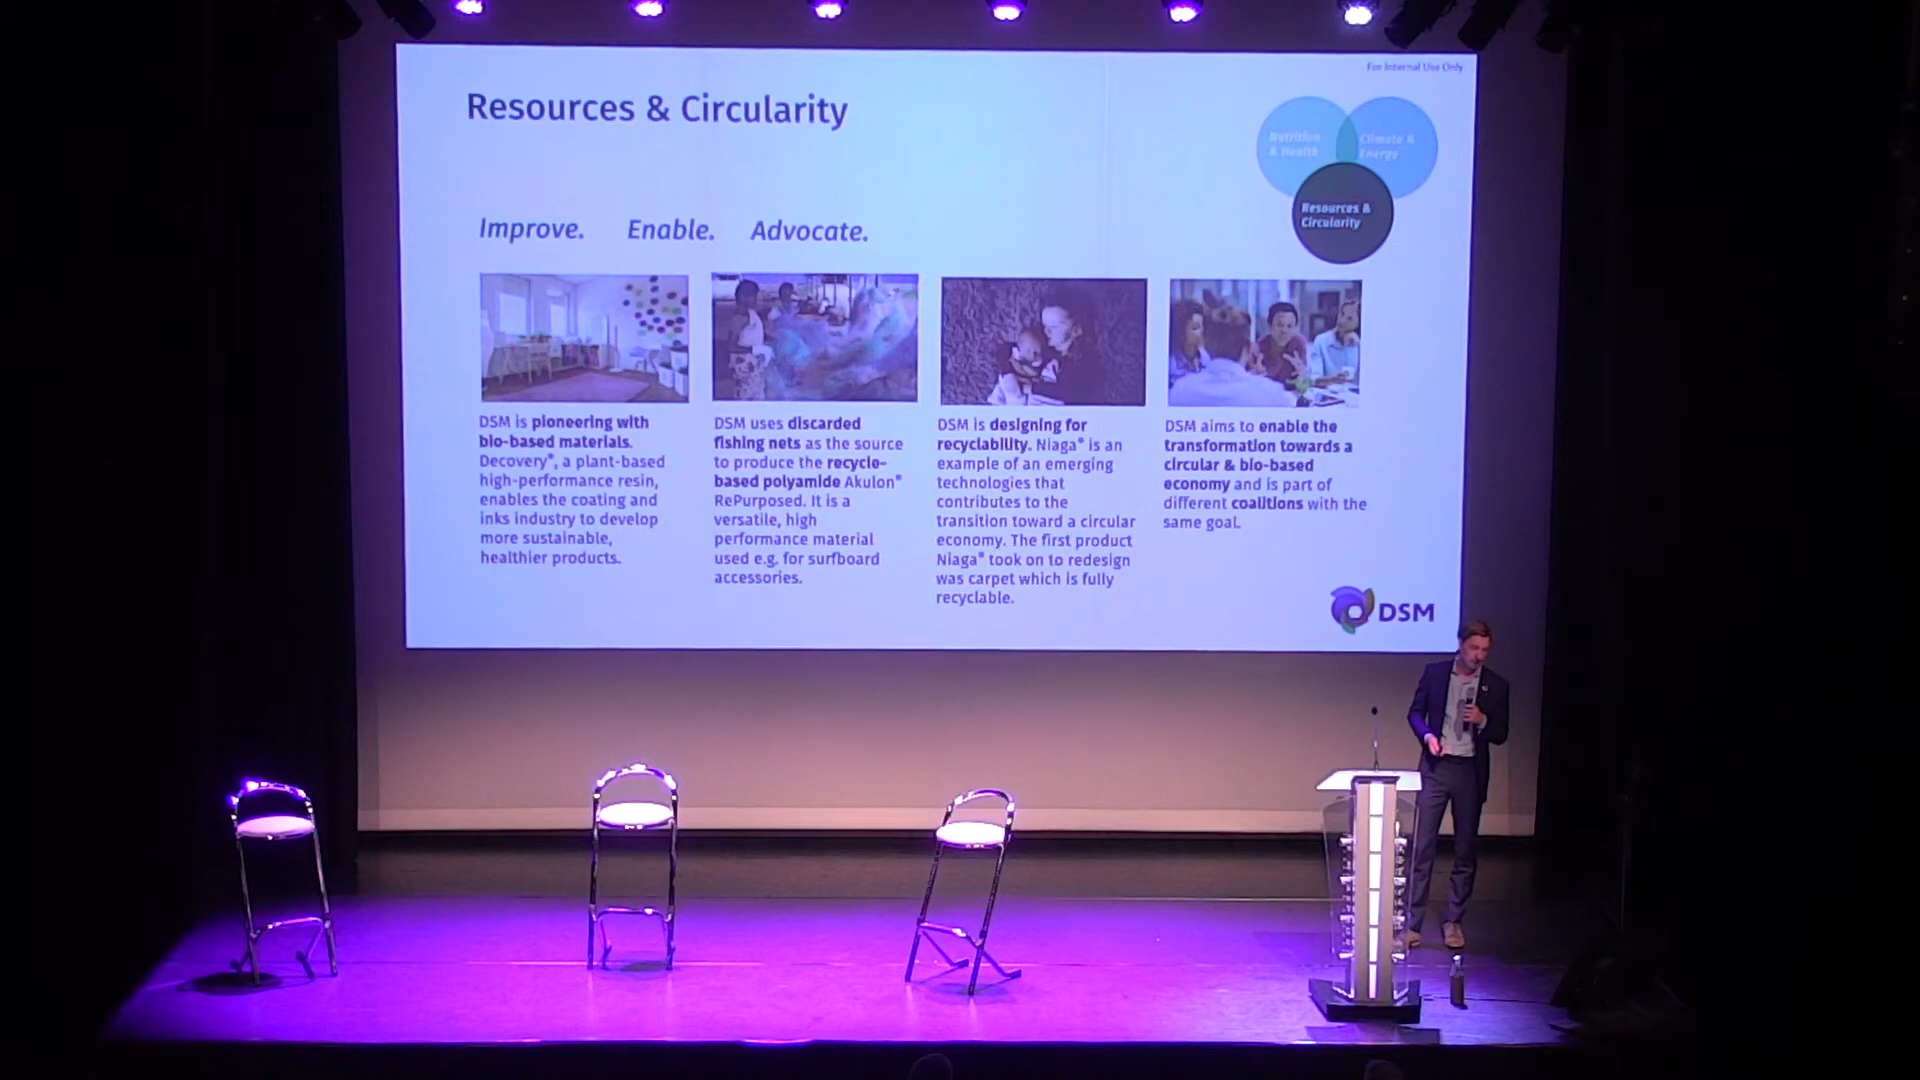 For Internal Use Only
Resources & Circularity
Nutrition
& Health
Climate &
Energy
Resources &
Circularity
Improve. Enable. Advocate.
DSM is pioneering with
bio-based materials.
Decovery®, a plant-based
high-performance resin,
enables the coating and
inks industry to develop
more sustainable,
healthier products.
DSM uses discarded
fishing nets as the source
to produce the recycle-
based polyamide Akulon®
RePurposed. It is a
versatile, high
performance material
used e.g. for surfboard
accessories.
DSM is designing for
recyclability. Niaga® is an
example of an emerging
technologies that
contributes to the
transition toward a circular
economy. The first product
Niaga® took on to redesign
was carpet which is fully
recyclable.
DSM aims to enable the
transformation towards a
circular & bio-based
economy and is part of
different coalitions with the
same goal.
DSM